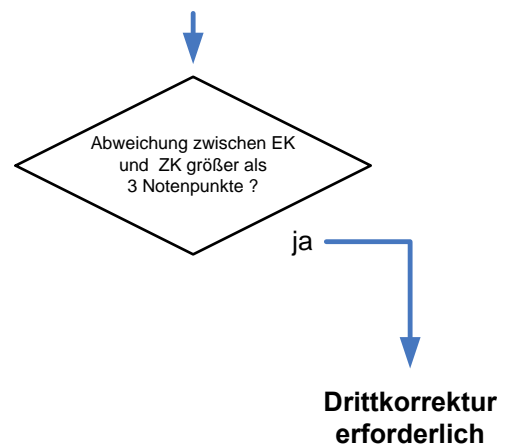 Abweichung zwischen EK
und ZK größer als
3 Notenpunkte ?
ja
Drittkorrektur
erforderlich